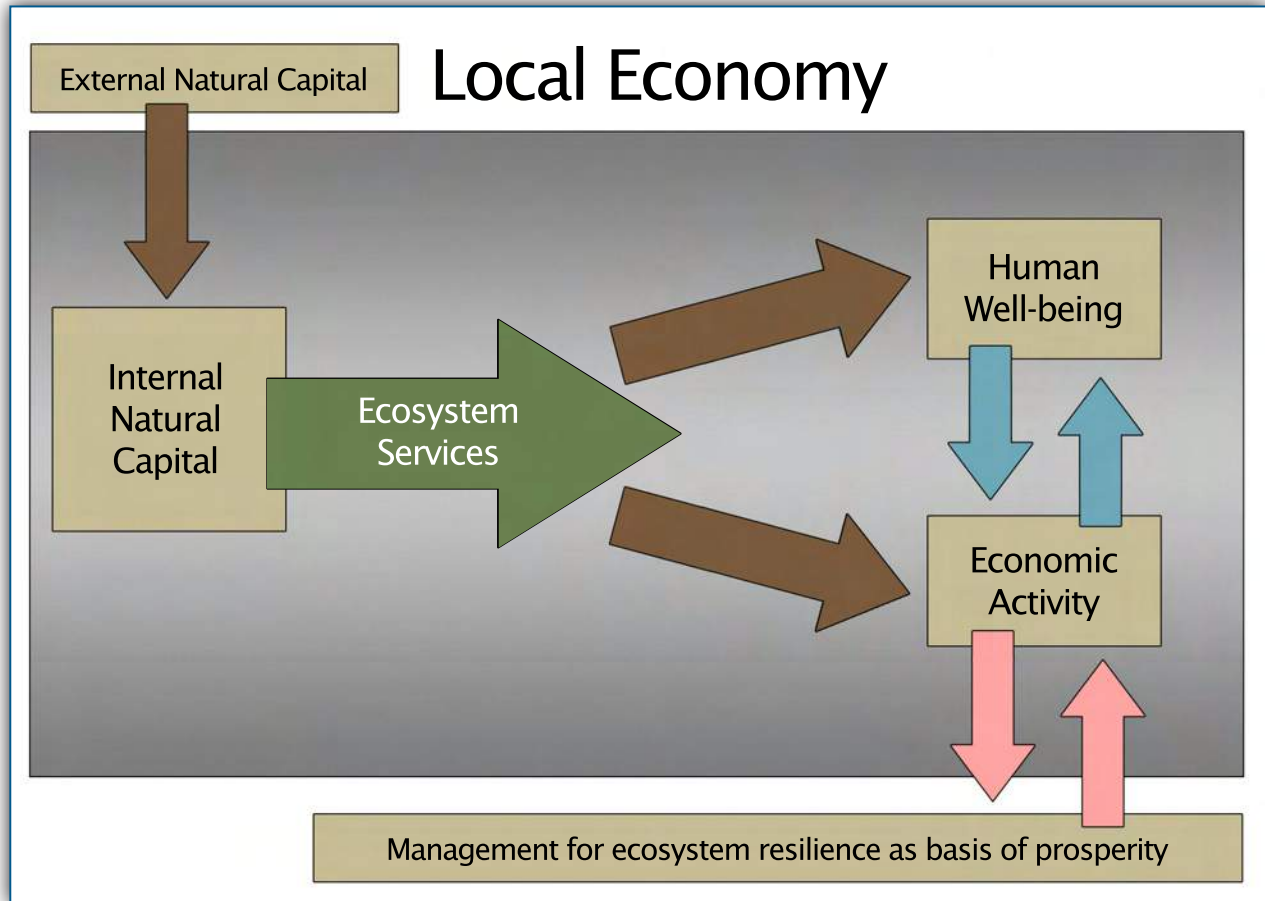 External Natural Capital
Local Economy
Human
Well-being
Internal
Natural
Capital
Ecosystem
Services
Economic
Activity
Management for ecosystem resilience as basis of prosperity